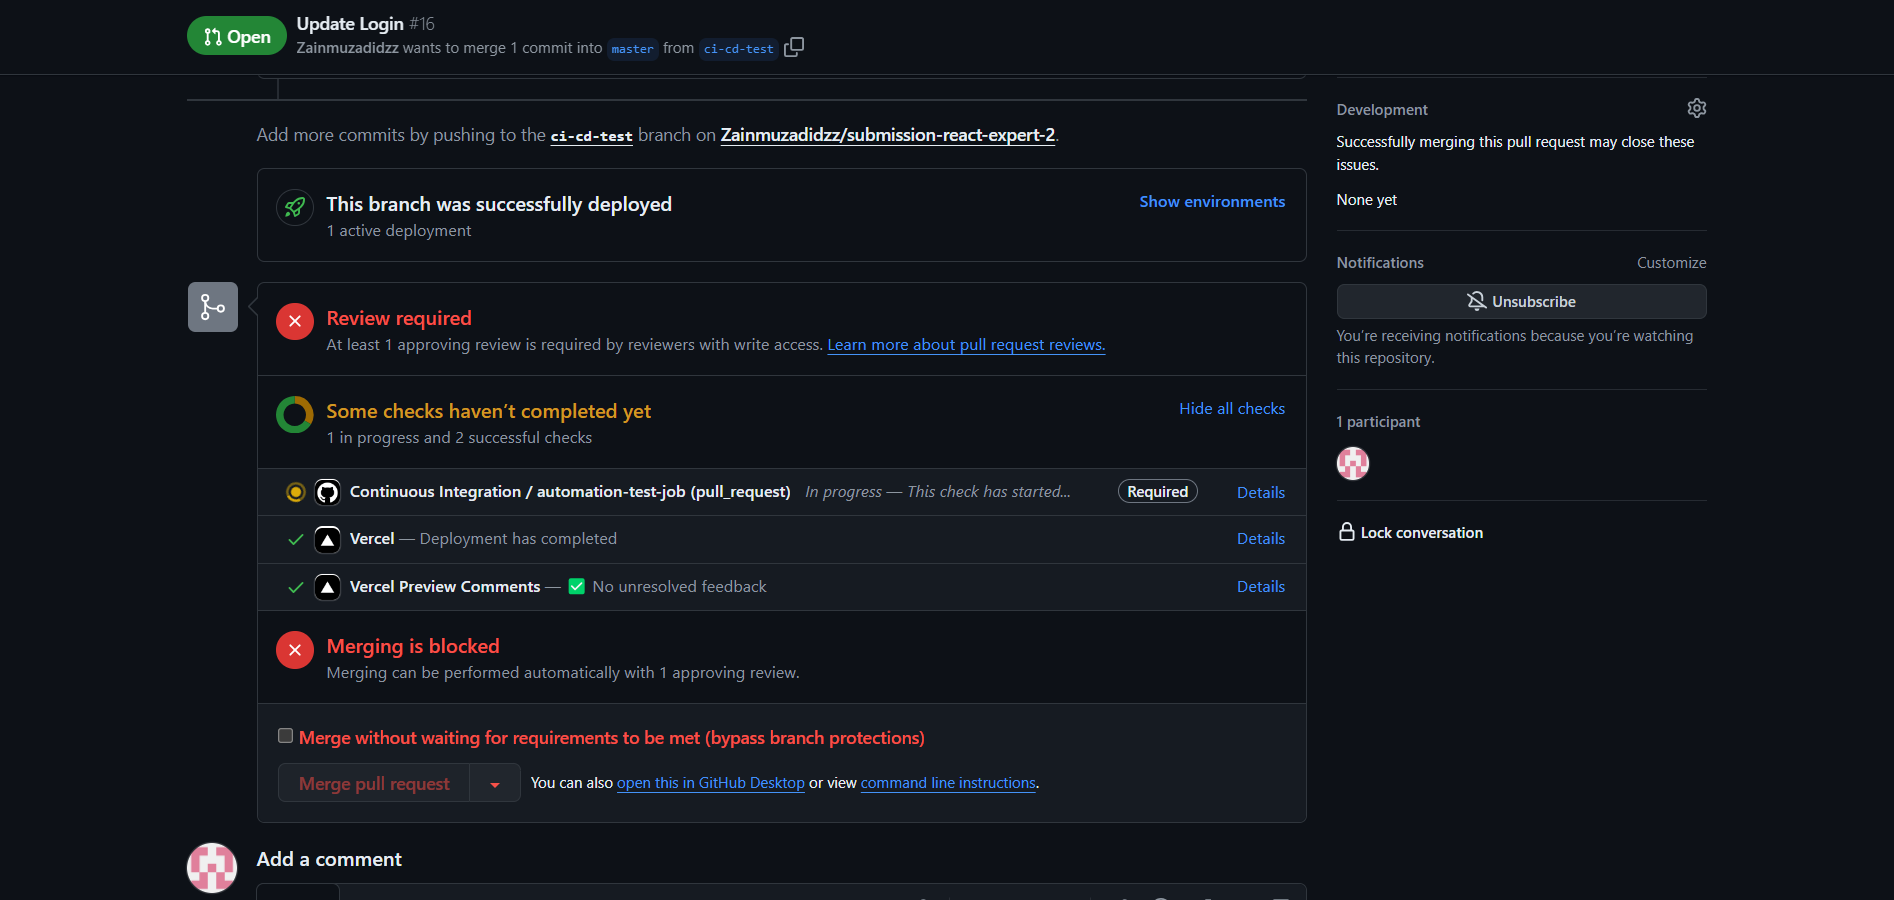 Open
Update Login #16
Zainmuzadidzz wants to merge 1 commit into master from ci-cd-test
Add more commits by pushing to the ci-cd-test branch on Zainmuzadidzz/submission-react-expert-2.
This branch was successfully deployed
1 active deployment
Show environments
Review required
At least 1 approving review is required by reviewers with write access. Learn more about pull request reviews.
Some checks haven't completed yet
1 in progress and 2 successful checks
Hide all checks
Continuous Integration / automation-test-job (pull_request) In progress — This check has started... Required Details
Vercel — Deployment has completed Details
Vercel Preview Comments — ✅ No unresolved feedback Details
Merging is blocked
Merging can be performed automatically with 1 approving review.
Merge without waiting for requirements to be met (bypass branch protections)
Merge pull request
You can also open this in GitHub Desktop or view command line instructions.
Add a comment
Development
Successfully merging this pull request may close these
issues.
None yet
Notifications
Customize
Unsubscribe
You're receiving notifications because you're watching
this repository.
1 participant
Lock conversation